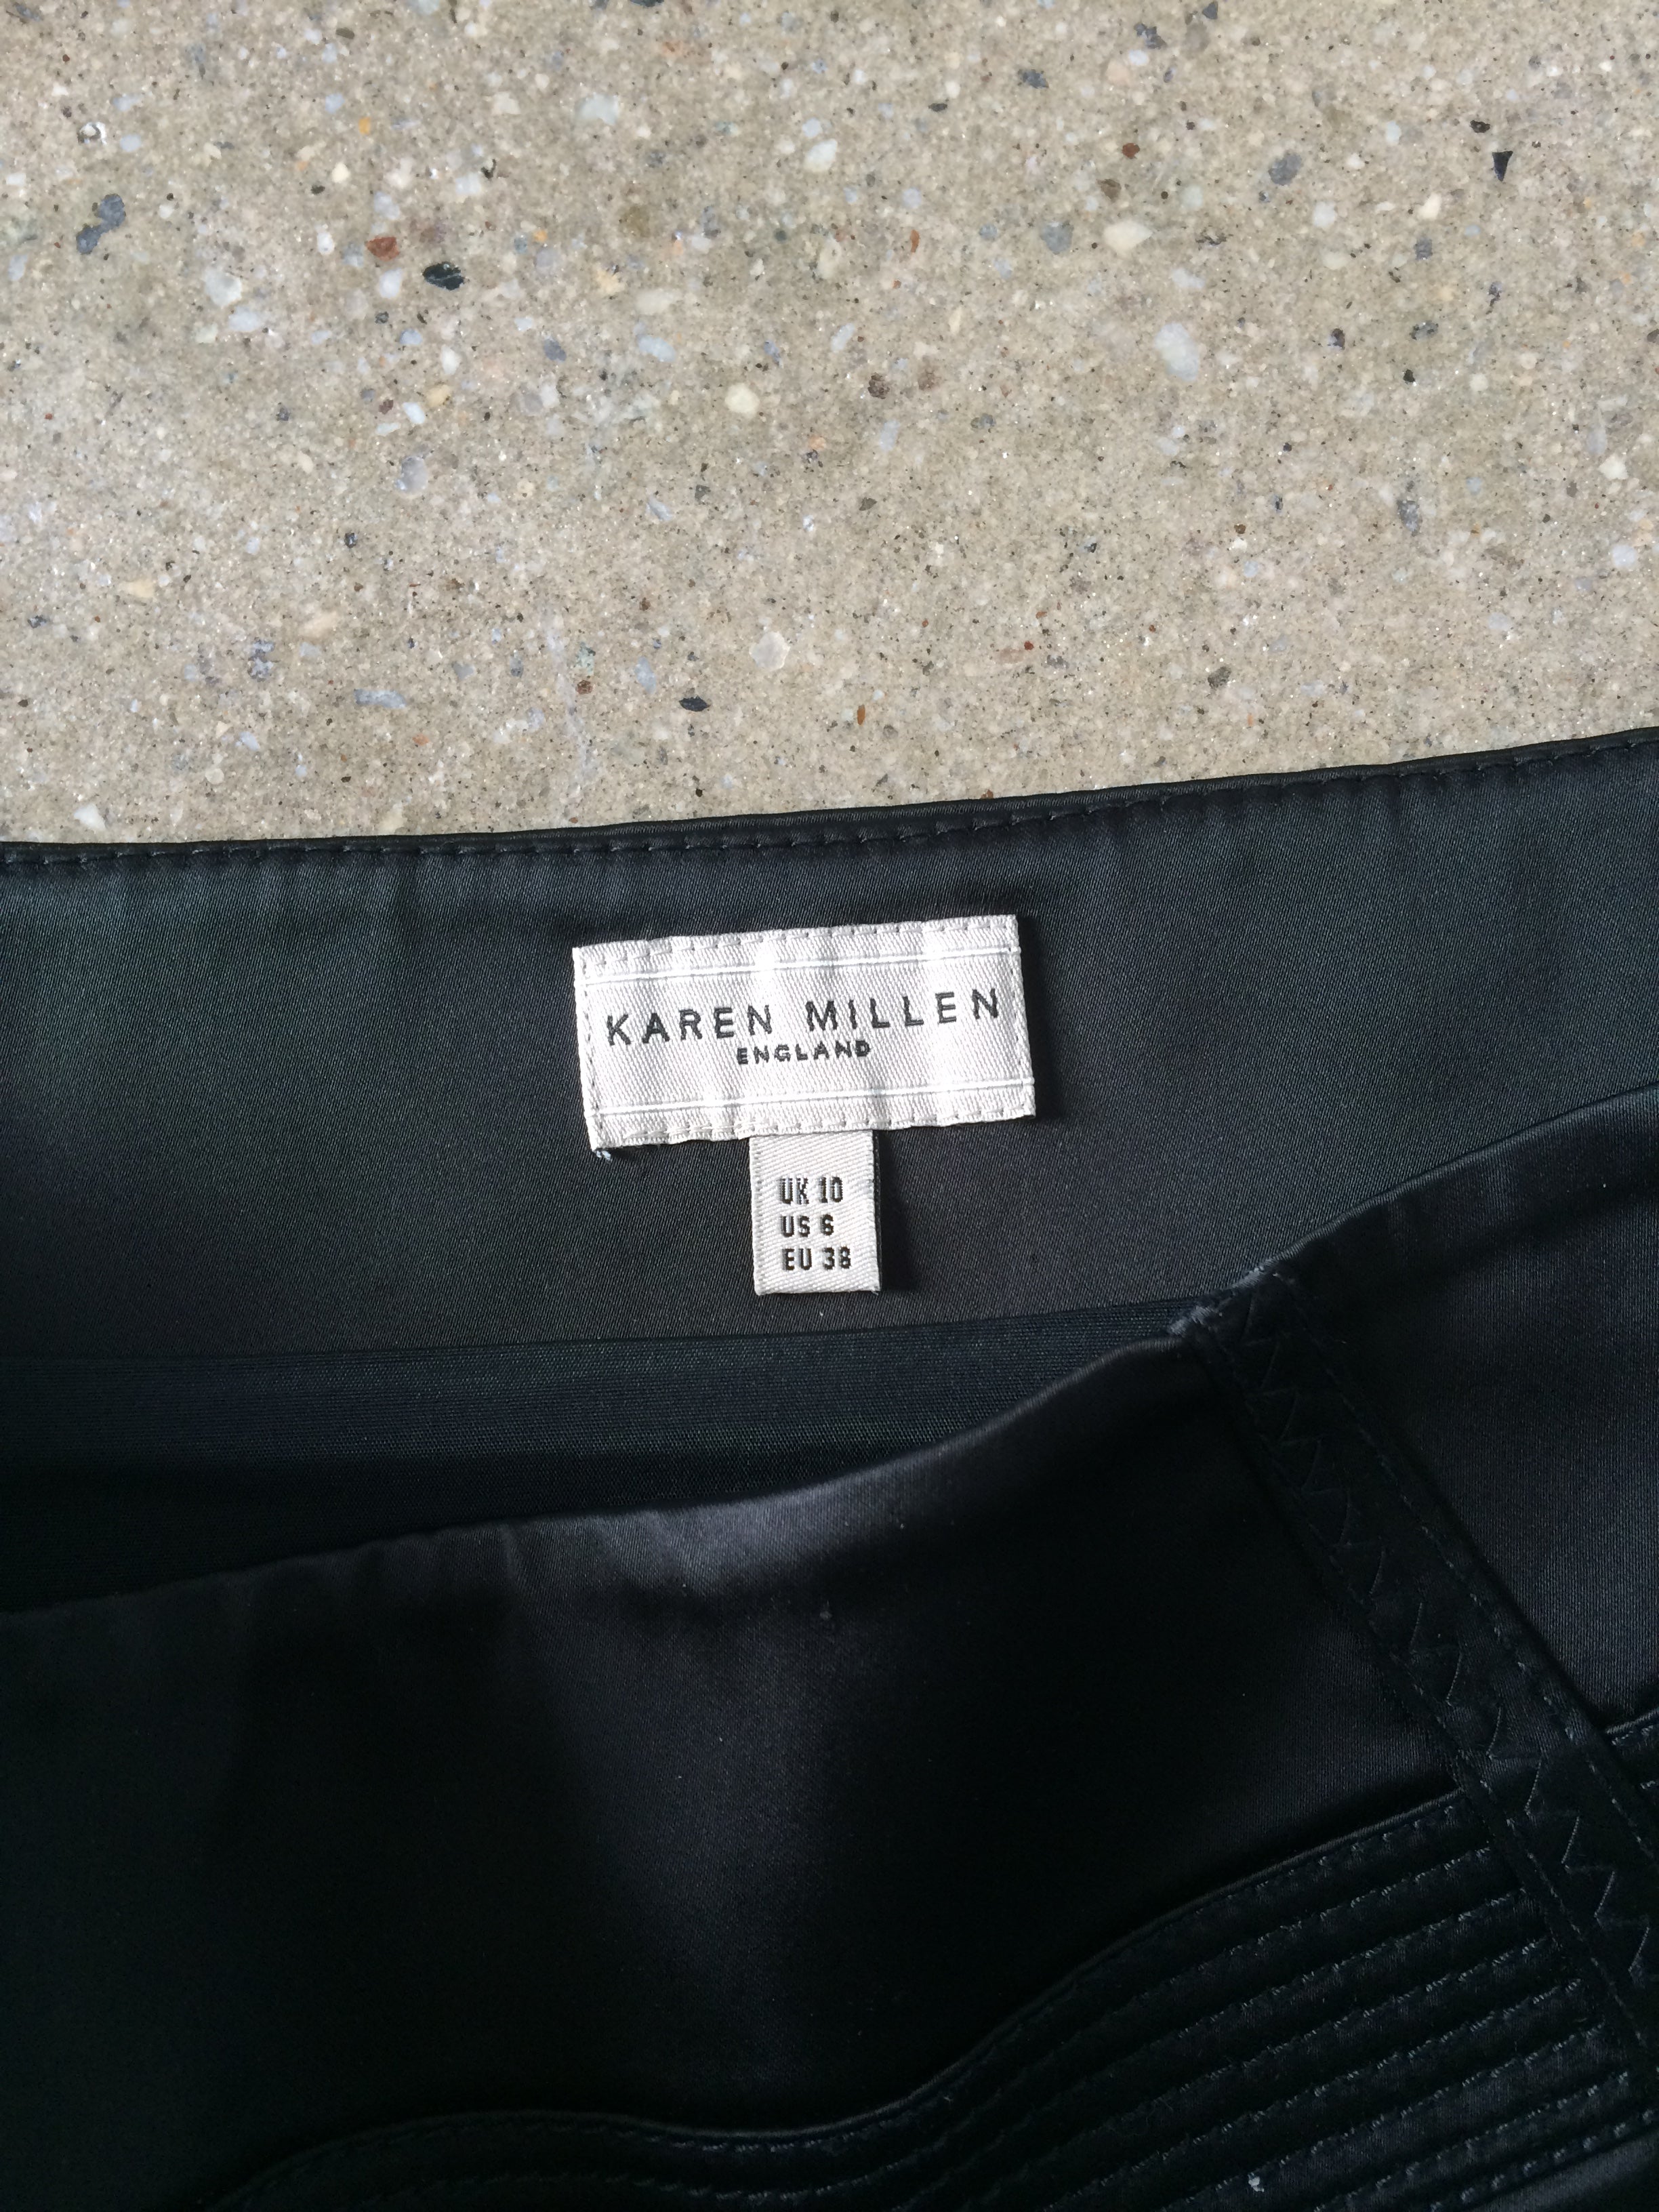 KAREN MILLEN
ENGLAND
UK 10
US 6
EU 38